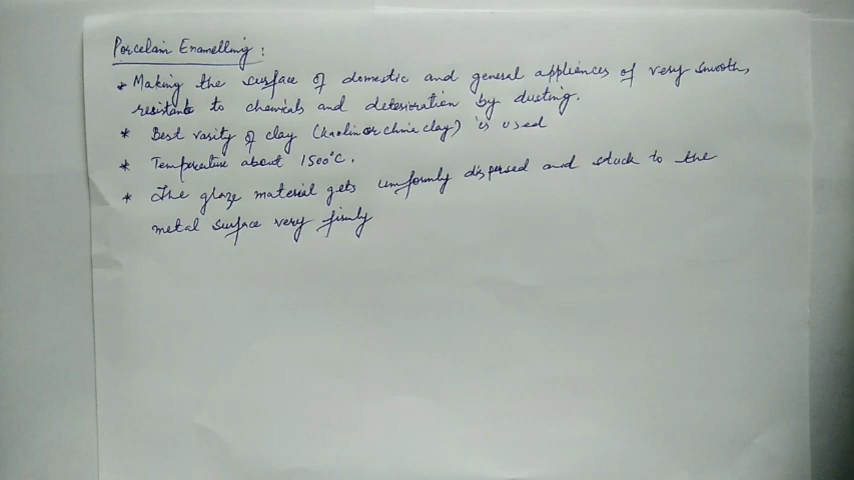 Porcelain Enamelling :
* Making the surface of domestic and general appliences of very smooth,
resistant to chemicals and deterioration by dusting.
* Best varity of clay (kaolin or china clay) is used
* Temperature about 1500°C.
* The glaze material gets uniformly dispersed and stuck to the
metal surface very firmly